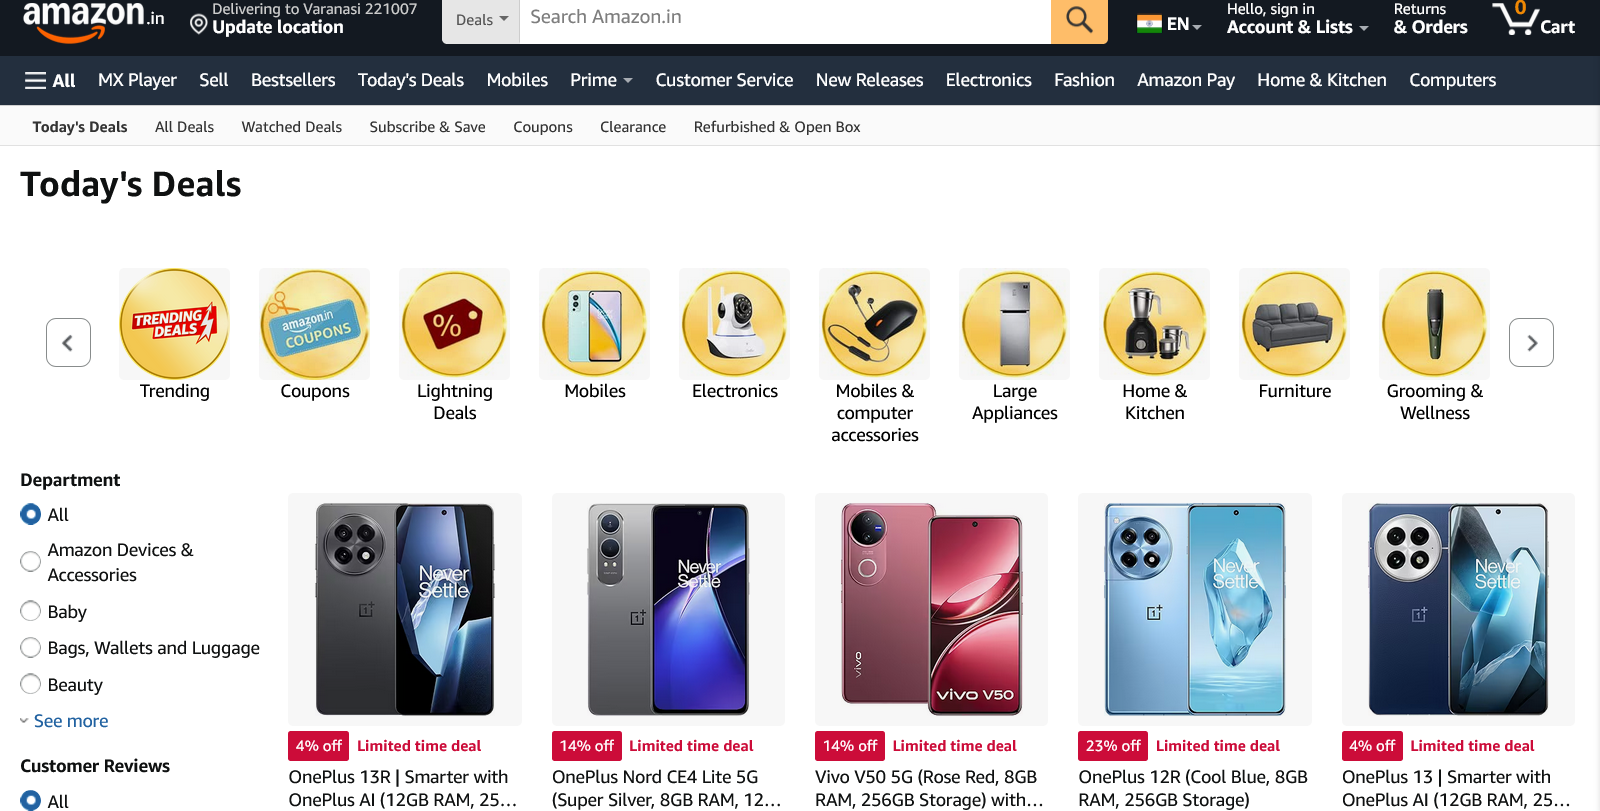 amazon.in
Delivering to Varanasi 221007
Update location
Deals
Search Amazon.in
EN
Hello, sign in
Account & Lists
Returns
& Orders
0
Cart
All MX Player Sell Bestsellers Today's Deals Mobiles Prime Customer Service New Releases Electronics Fashion Amazon Pay Home & Kitchen Computers
Today's Deals All Deals Watched Deals Subscribe & Save Coupons Clearance Refurbished & Open Box
Today's Deals
TRENDING
DEALS
Trending
amazon.in
COUPONS
Coupons
%
Lightning
Deals
Mobiles
Electronics
Mobiles &
computer
accessories
Large
Appliances
Home &
Kitchen
Furniture
Grooming &
Wellness
Department
All
Amazon Devices &
Accessories
Baby
Bags, Wallets and Luggage
Beauty
See more
Customer Reviews
All
Never
Settle
4% off Limited time deal
OnePlus 13R | Smarter with
OnePlus AI (12GB RAM, 25...
Never
Settle
14% off Limited time deal
OnePlus Nord CE4 Lite 5G
(Super Silver, 8GB RAM, 12...
vivo
vivo
vivo V50
14% off Limited time deal
Vivo V50 5G (Rose Red, 8GB
RAM, 256GB Storage) with...
Never
Settle
23% off Limited time deal
OnePlus 12R (Cool Blue, 8GB
RAM, 256GB Storage)
Never
Settle
4% off Limited time deal
OnePlus 13 | Smarter with
OnePlus AI (12GB RAM, 25...